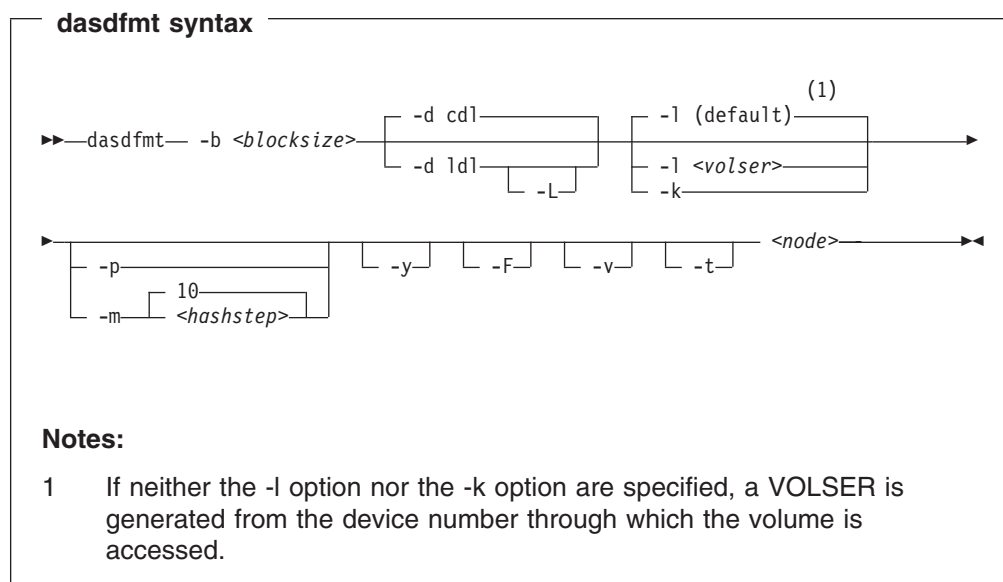 dasdfmt syntax
(1)
-d cdl -l (default)
dasdfmt -b <blocksize>
-d ldl -l <volser>
-L -k
<node>
-p -y -F -v -t
10
-m <hashstep>
Notes:
1 If neither the -l option nor the -k option are specified, a VOLSER is
generated from the device number through which the volume is
accessed.